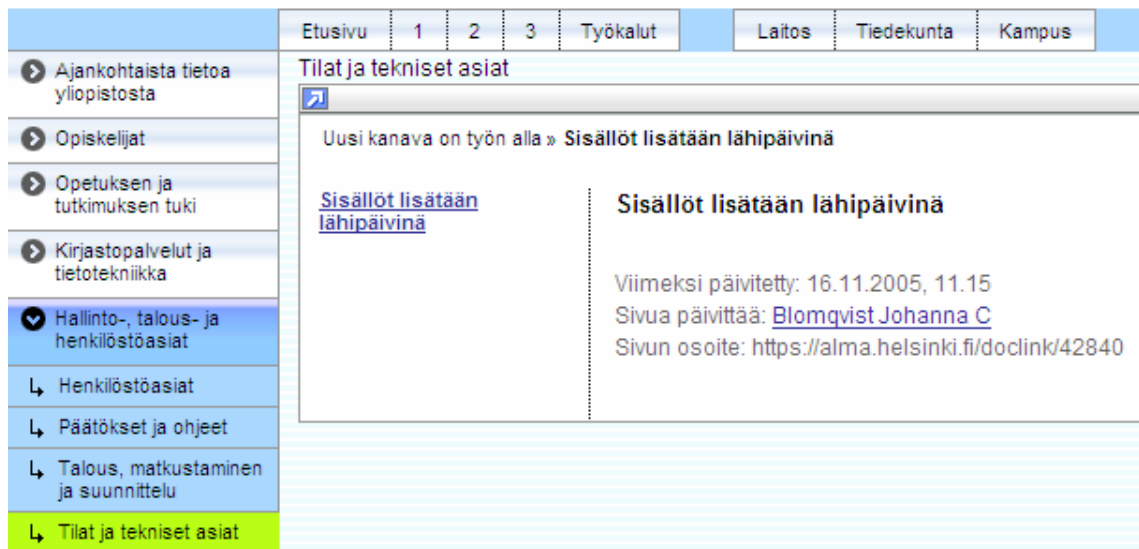 Etusivu 1 2 3 Työkalut Laitos Tiedekunta Kampus
Ajankohtaista tietoa
yliopistosta
Opiskelijat
Opetuksen ja
tutkimuksen tuki
Kirjastopalvelut ja
tietotekniikka
Hallinto-, talous- ja
henkilöstöasiat
Henkilöstöasiat
Päätökset ja ohjeet
Talous, matkustaminen
ja suunnittelu
Tilat ja tekniset asiat
Tilat ja tekniset asiat
Uusi kanava on työn alla » Sisällöt lisätään lähipäivinä
Sisällöt lisätään
lähipäivinä
Sisällöt lisätään lähipäivinä
Viimeksi päivitetty: 16.11.2005, 11.15
Sivua päivittää: Blomqvist Johanna C
Sivun osoite: https://alma.helsinki.fi/doclink/42840